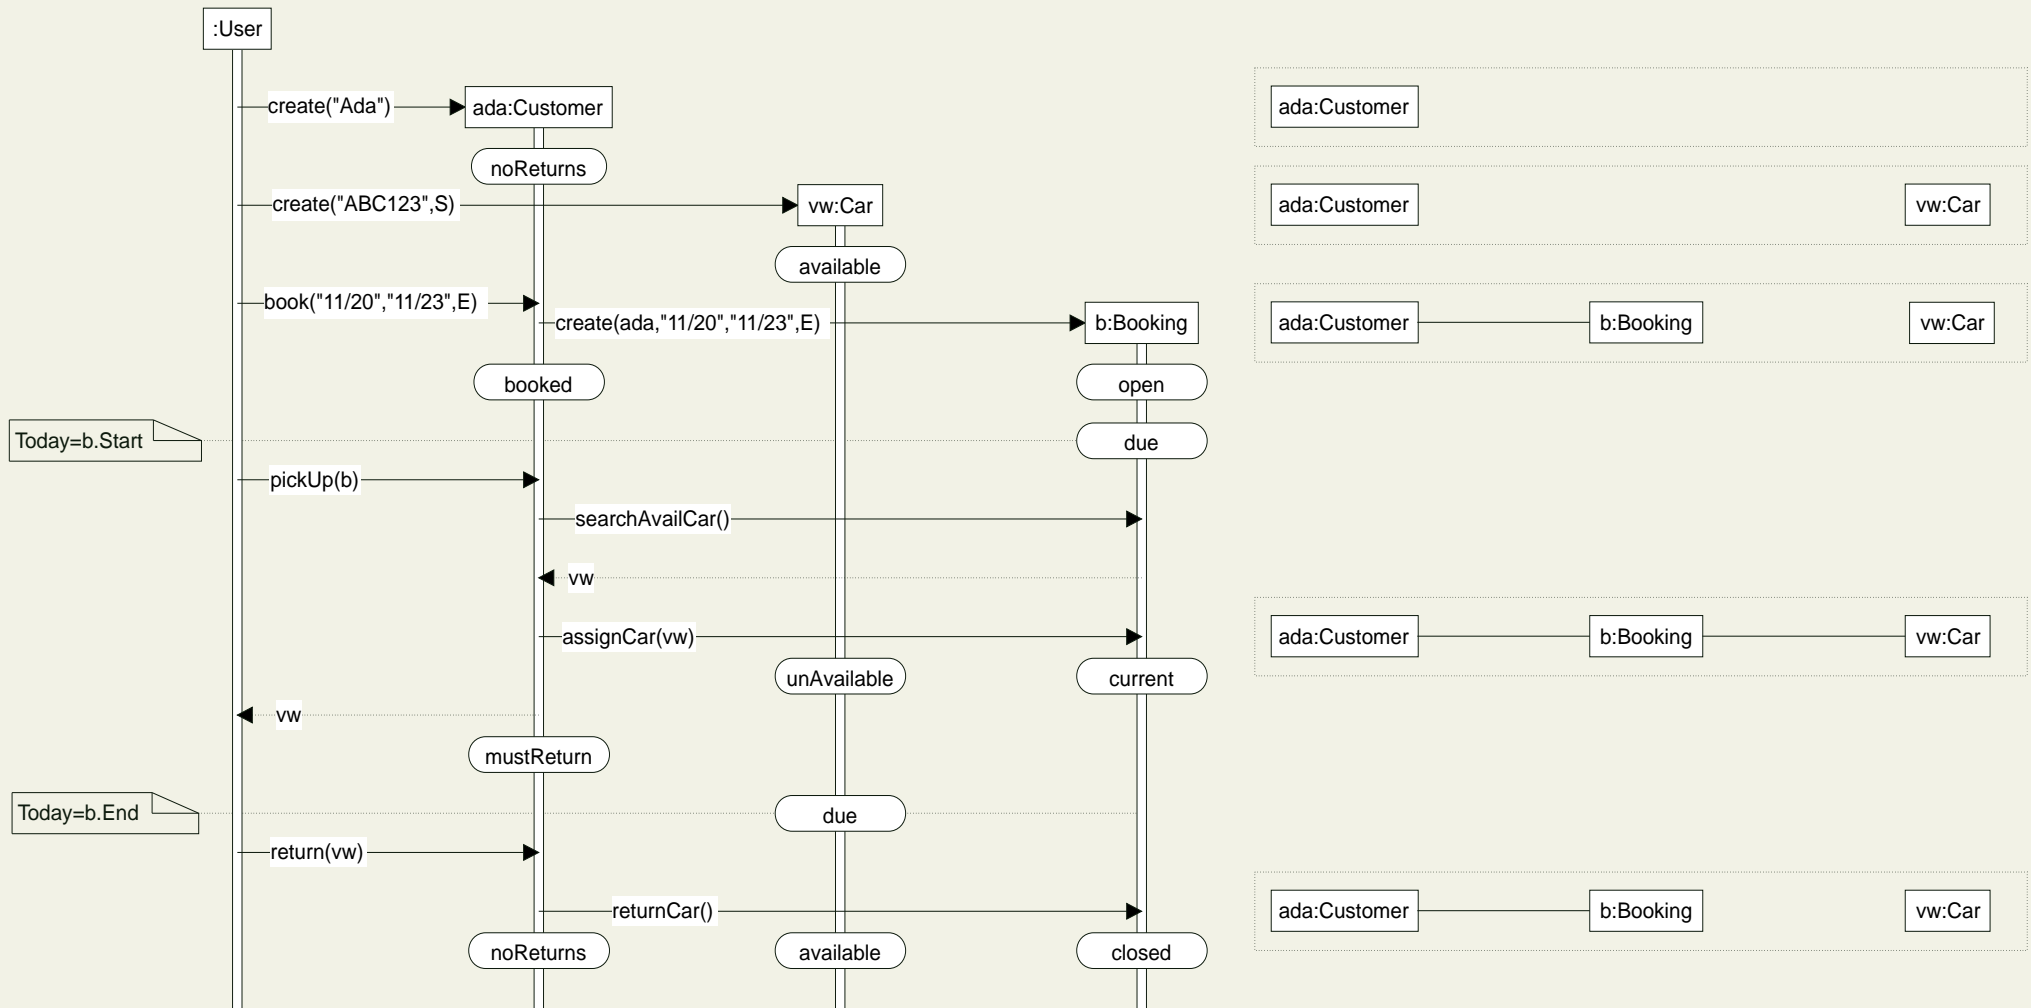 :User
create("Ada")
ada:Customer
ada:Customer
noReturns
create("ABC123",S)
vw:Car
ada:Customer
vw:Car
available
book("11/20","11/23",E)
create(ada,"11/20","11/23",E)
b:Booking
ada:Customer
b:Booking
vw:Car
booked
open
Today=b.Start
due
pickUp(b)
searchAvailCar()
vw
assignCar(vw)
ada:Customer
b:Booking
vw:Car
unAvailable
current
vw
mustReturn
Today=b.End
due
return(vw)
returnCar()
ada:Customer
b:Booking
vw:Car
noReturns
available
closed